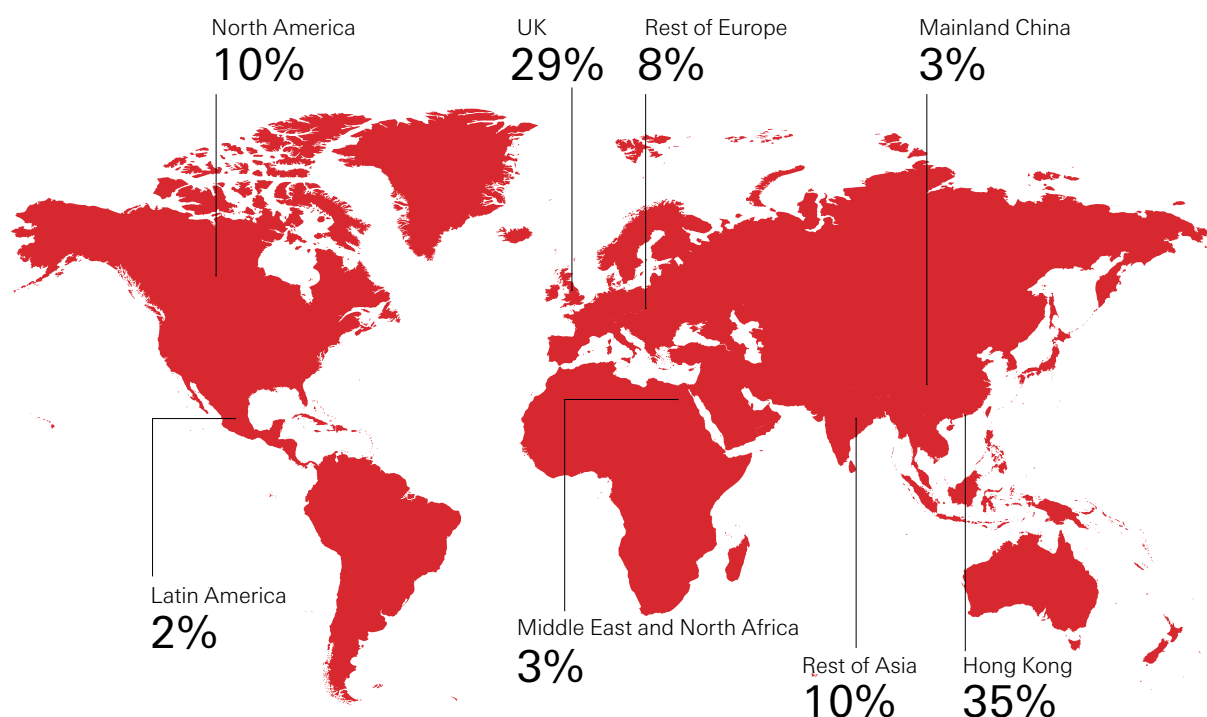 North America
10%
UK
29%
Rest of Europe
8%
Mainland China
3%
Latin America
2%
Middle East and North Africa
3%
Rest of Asia
10%
Hong Kong
35%